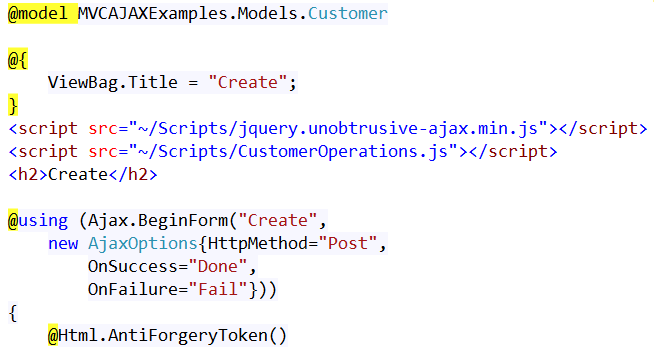 @model MVCAJAXExamples.Models.Customer
@{
ViewBag.Title = "Create";
}
<script src="~/Scripts/jquery.unobtrusive-ajax.min.js"></script>
<script src="~/Scripts/CustomerOperations.js"></script>
<h2>Create</h2>
@using (Ajax.BeginForm("Create",
new AjaxOptions{HttpMethod="Post",
OnSuccess="Done",
OnFailure="Fail"}))
{
@Html.AntiForgeryToken()